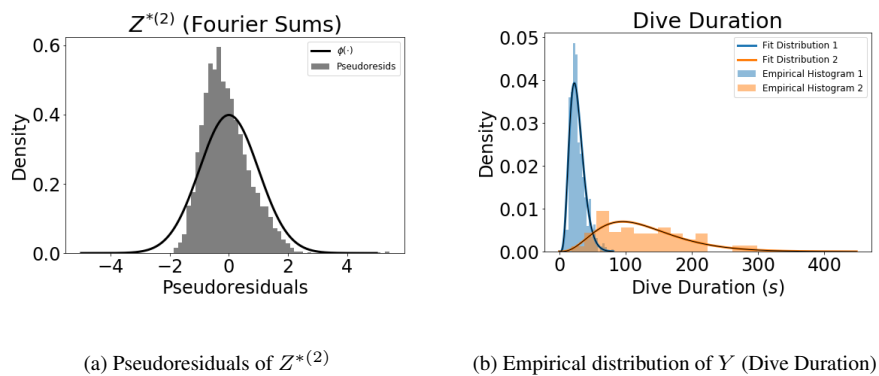 Z*(2) (Fourier Sums)
0.6
0.4
0.2
0.0
Density
ϕ(·)
Pseudoresids
−4 −2 0 2 4
Pseudoresiduals
(a) Pseudoresiduals of Z*(2)
Dive Duration
0.05
0.04
0.03
0.02
0.01
0.00
Density
Fit Distribution 1
Fit Distribution 2
Empirical Histogram 1
Empirical Histogram 2
0 100 200 300 400
Dive Duration (s)
(b) Empirical distribution of Y (Dive Duration)